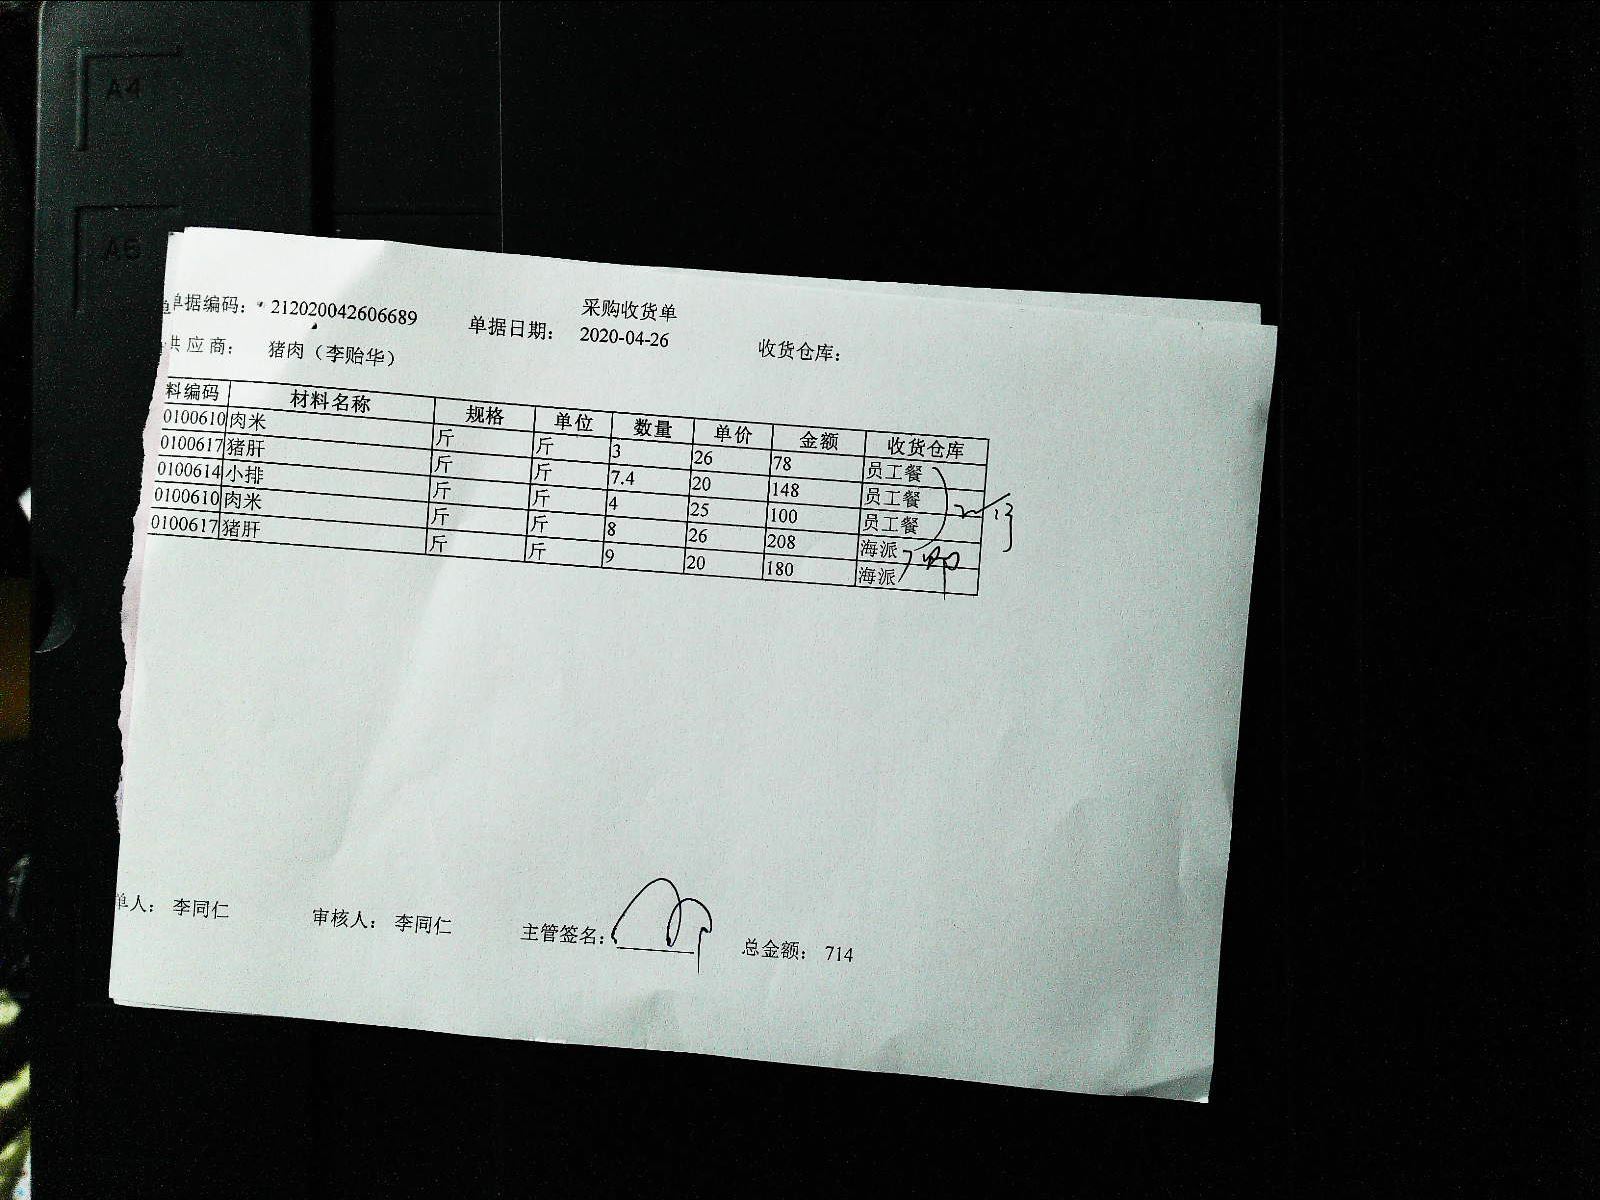 A4
A5
采购收货单
单据编码： 212020042606689 单据日期： 2020-04-26 收货仓库：
供应商： 猪肉（李贻华）
料编码 材料名称 规格 单位 数量 单价 金额 收货仓库
0100610 肉米 斤 斤 3 26 78 员工餐
0100617 猪肝 斤 斤 7.4 20 148 员工餐
0100614 小排 斤 斤 4 25 100 员工餐
0100610 肉米 斤 斤 8 26 208 海派
0100617 猪肝 斤 斤 9 20 180 海派
单人： 李同仁 审核人： 李同仁 主管签名： 总金额： 714